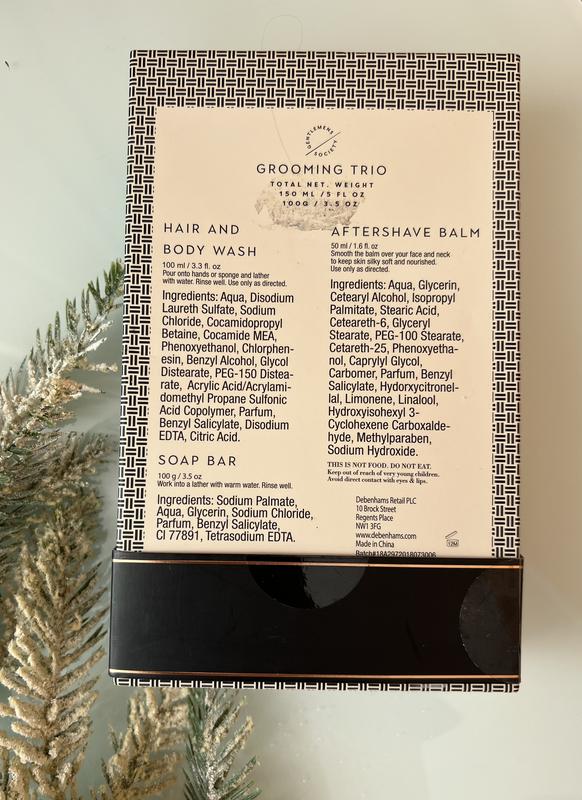 GENTLEMENS
SOCIETY
GROOMING TRIO
TOTAL NET. WEIGHT
150 ML /5 FL OZ
100G / 3.5 OZ
HAIR AND
BODY WASH
100 ml / 3.3 fl. oz
Pour onto hands or sponge and lather
with water. Rinse well. Use only as directed.
Ingredients: Aqua, Disodium
Laureth Sulfate, Sodium
Chloride, Cocamidopropyl
Betaine, Cocamide MEA,
Phenoxyethanol, Chlorphen-
esin, Benzyl Alcohol, Glycol
Distearate, PEG-150 Distea-
rate, Acrylic Acid/Acrylami-
domethyl Propane Sulfonic
Acid Copolymer, Parfum,
Benzyl Salicylate, Disodium
EDTA, Citric Acid.
SOAP BAR
100 g / 3.5 oz
Work into a lather with warm water. Rinse well.
Ingredients: Sodium Palmate,
Aqua, Glycerin, Sodium Chloride,
Parfum, Benzyl Salicylate,
CI 77891, Tetrasodium EDTA.
AFTERSHAVE BALM
50 ml / 1.6 fl. oz
Smooth the balm over your face and neck
to keep skin silky soft and nourished.
Use only as directed.
Ingredients: Aqua, Glycerin,
Cetearyl Alcohol, Isopropyl
Palmitate, Stearic Acid,
Ceteareth-6, Glyceryl
Stearate, PEG-100 Stearate,
Cetareth-25, Phenoxyetha-
nol, Caprylyl Glycol,
Carbomer, Parfum, Benzyl
Salicylate, Hydorxycitronel-
lal, Limonene, Linalool,
Hydroxyisohexyl 3-
Cyclohexene Carboxalde-
hyde, Methylparaben,
Sodium Hydroxide.
THIS IS NOT FOOD. DO NOT EAT.
Keep out of reach of very young children.
Avoid direct contact with eyes & lips.
Debenhams Retail PLC
10 Brock Street
Regents Place
NW1 3FG
www.debenhams.com
Made in China
Batch#18A2972018073006
12M